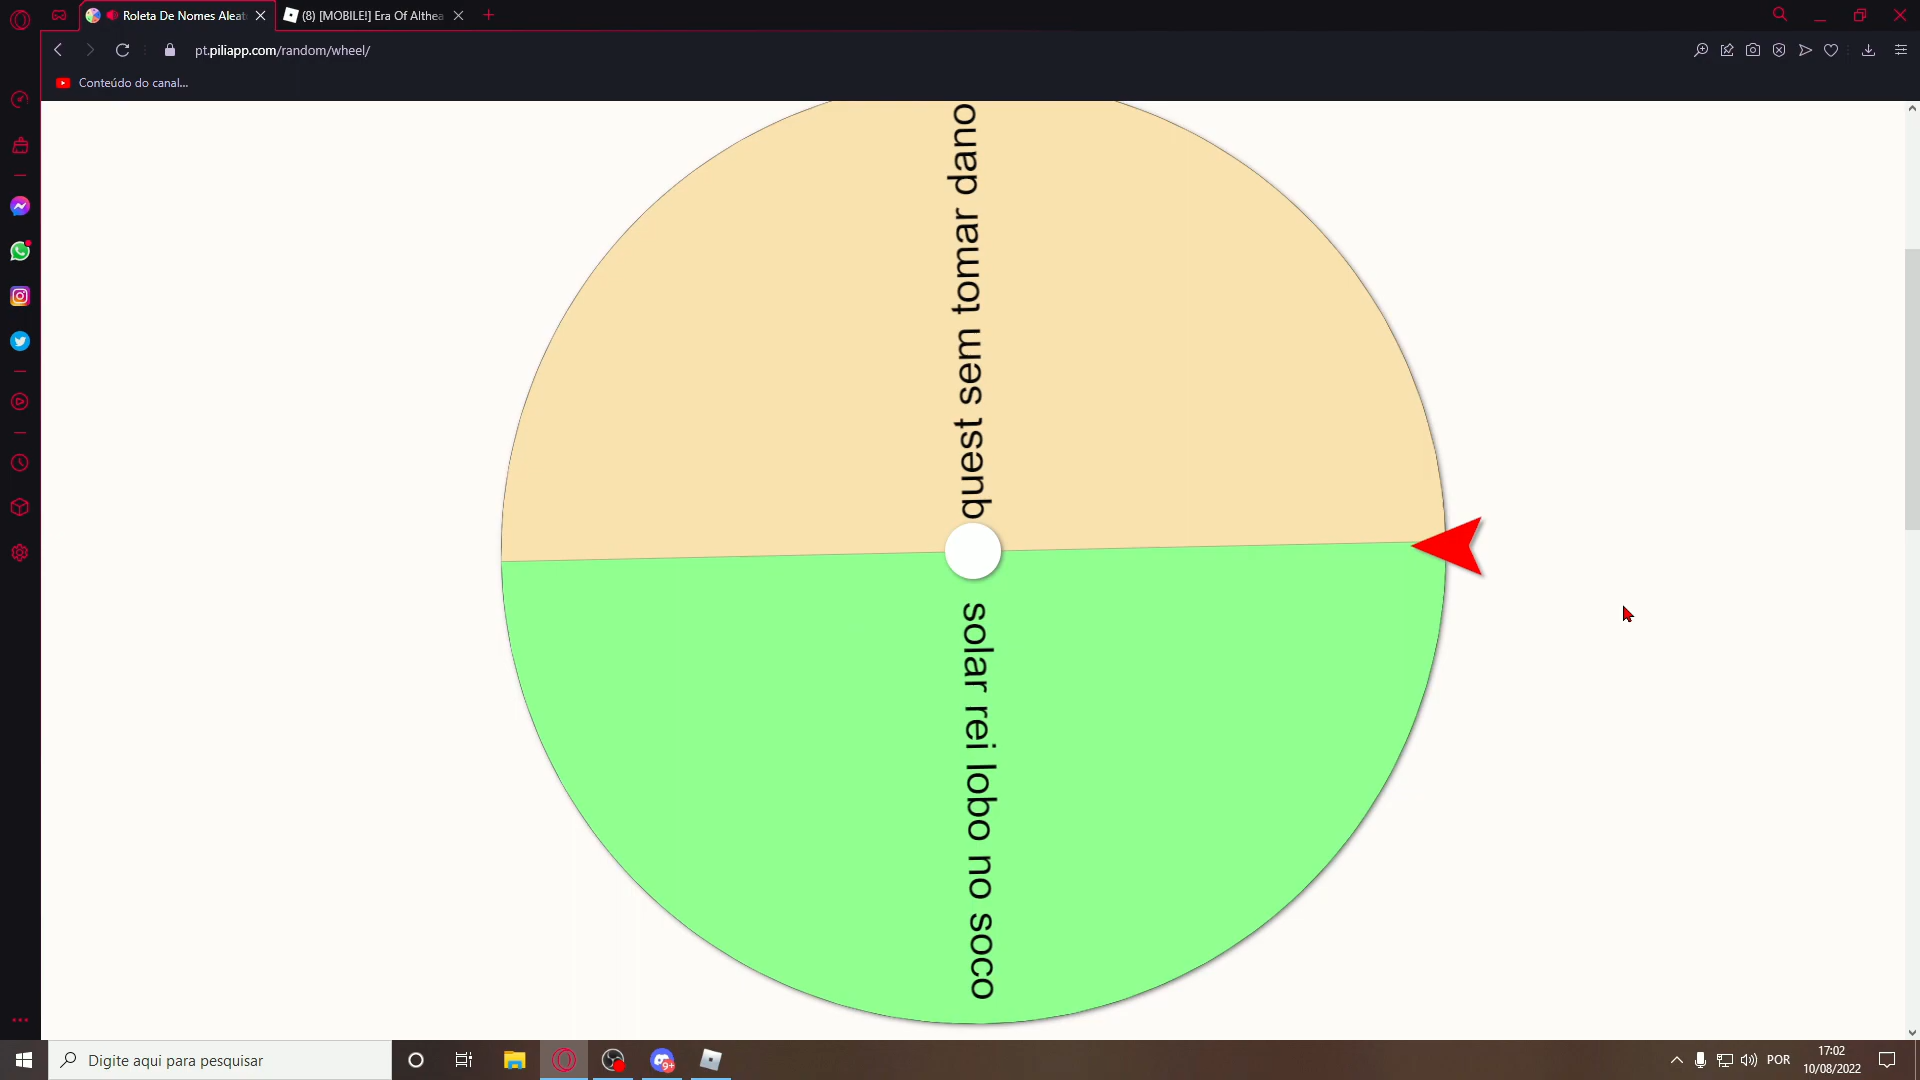 Roleta De Nomes Aleat
(8) [MOBILE!] Era Of Althea
pt.piliapp.com/random/wheel/
Conteúdo do canal...
quest sem tomar dano
solar rei lobo no soco
Digite aqui para pesquisar
9+
POR
17:02
10/08/2022